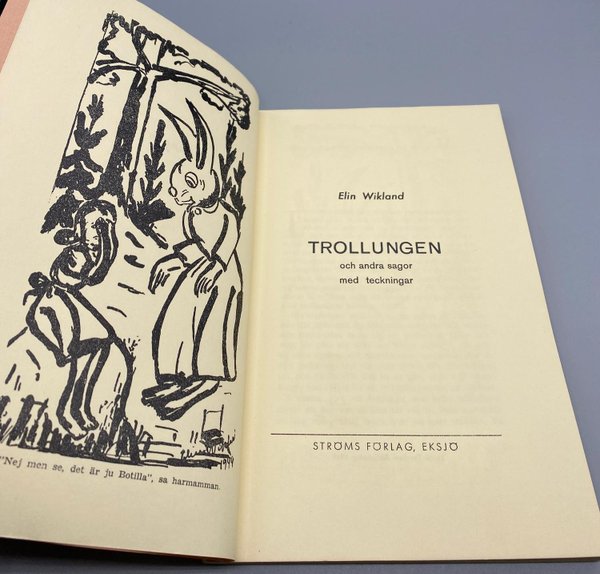 "Nej men se, det är ju Botilla", sa harmamman.
Elin Wikland
TROLLUNGEN
och andra sagor
med teckningar
STRÖMS FÖRLAG, EKSJÖ